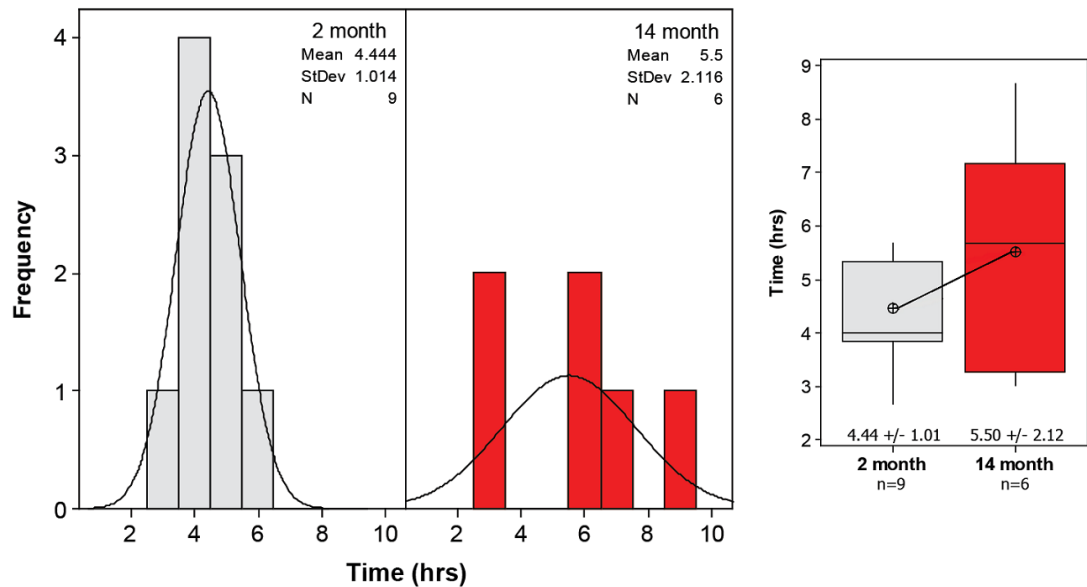 2 month
Mean 4.444
StDev 1.014
N 9
14 month
Mean 5.5
StDev 2.116
N 6
Frequency
4
3
2
1
0
2 4 6 8 10
2 4 6 8 10
Time (hrs)
Time (hrs)
9
8
7
6
5
4
3
2
4.44 +/- 1.01
5.50 +/- 2.12
2 month
14 month
n=9
n=6